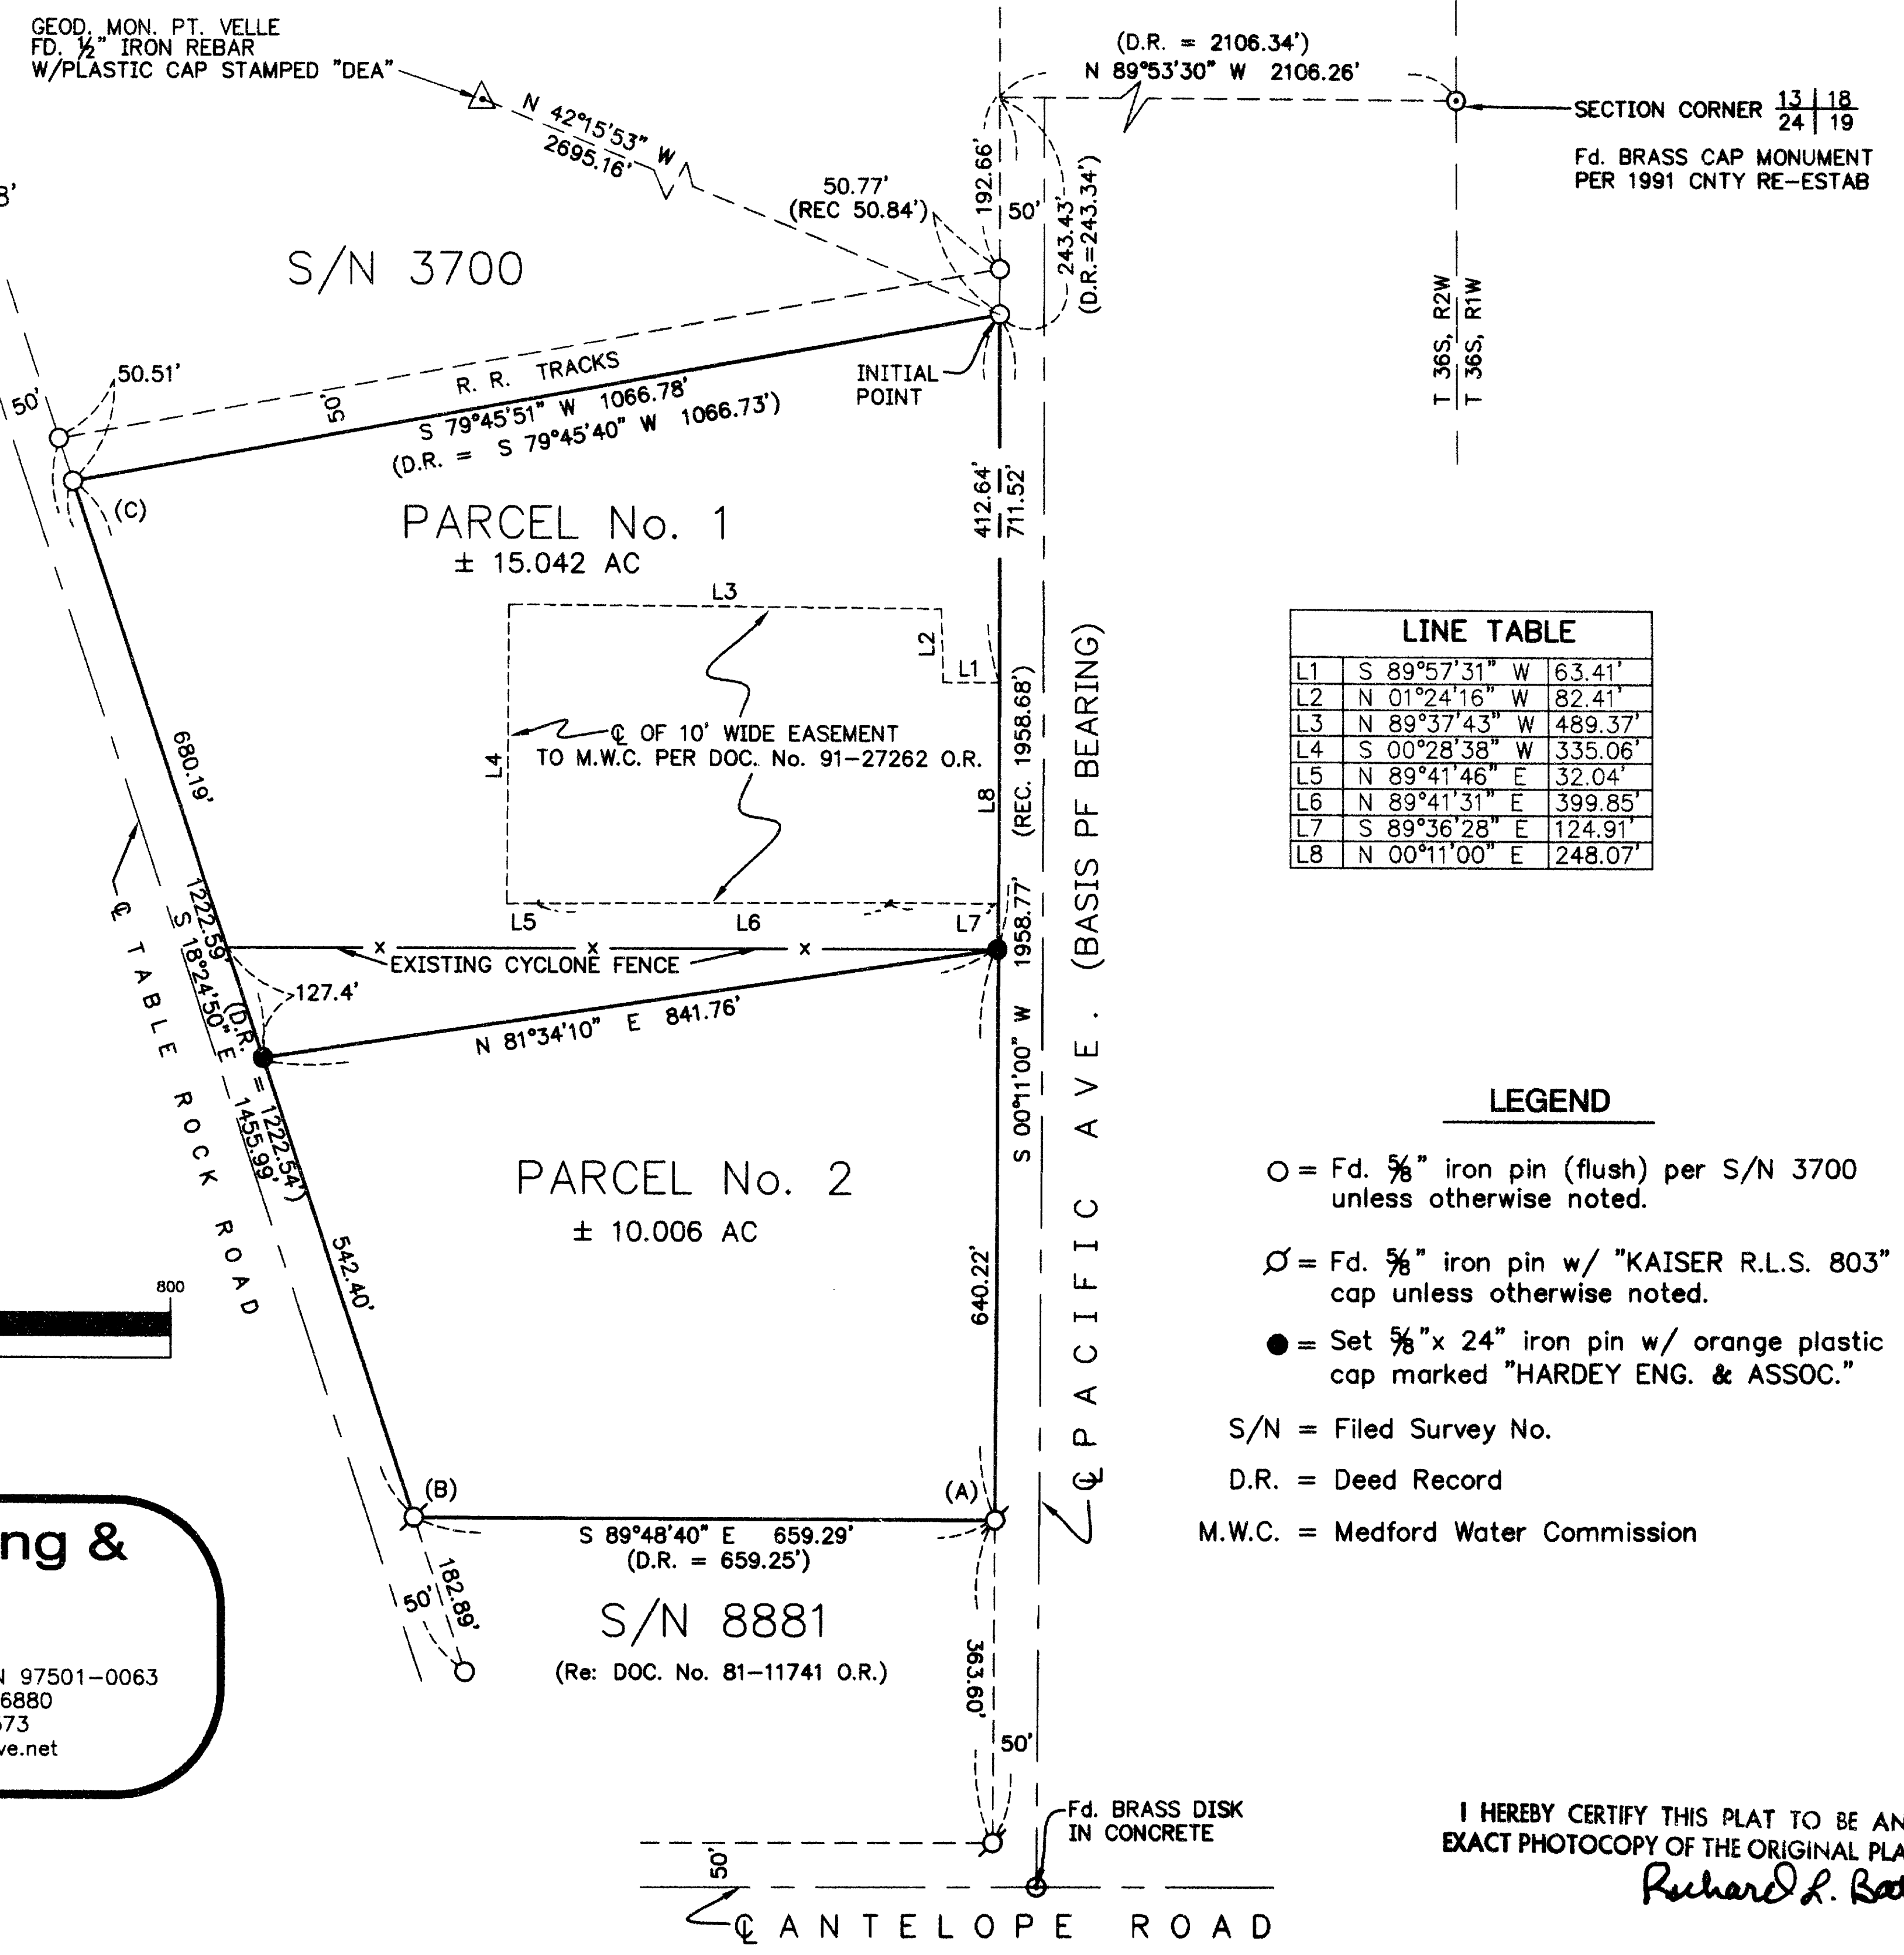 GEOD. MON. PT. VELLE
FD. ½" IRON REBAR
W/PLASTIC CAP STAMPED "DEA"
N 42°15'53" W
2695.16'
(D.R. = 2106.34')
N 89°53'30" W 2106.26'
SECTION CORNER 13 | 18
24 | 19
Fd. BRASS CAP MONUMENT
PER 1991 CNTY RE-ESTAB
8'
S/N 3700
50.77'
(REC 50.84')
192.66'
50'
243.43'
(D.R.=243.34')
T 36S, R2W
T 36S, R1W
50'
50.51'
50'
R. R. TRACKS
S 79°45'51" W 1066.78'
(D.R. = S 79°45'40" W 1066.73')
INITIAL
POINT
(C)
PARCEL No. 1
± 15.042 AC
412.64'
711.52'
L3
L2
L1
L4
℄ OF 10' WIDE EASEMENT
TO M.W.C. PER DOC. No. 91-27262 O.R.
L8
L5
L6
L7
S 00°11'00" W 1958.77' (REC. 1958.68')
℄ PACIFIC AVE. (BASIS PF BEARING)
LINE TABLE
L1 S 89°57'31" W 63.41'
L2 N 01°24'16" W 82.41'
L3 N 89°37'43" W 489.37'
L4 S 00°28'38" W 335.06'
L5 N 89°41'46" E 32.04'
L6 N 89°41'31" E 399.85'
L7 S 89°36'28" E 124.91'
L8 N 00°11'00" E 248.07'
680.19'
1222.59' (D.R. = 1222.54')
S 18°24'50" E 1455.99'
℄ TABLE ROCK ROAD
x x x
EXISTING CYCLONE FENCE
127.4'
N 81°34'10" E 841.76'
PARCEL No. 2
± 10.006 AC
542.40'
640.22'
LEGEND
○ = Fd. ⅝" iron pin (flush) per S/N 3700
unless otherwise noted.
Ø = Fd. ⅝" iron pin w/ "KAISER R.L.S. 803"
cap unless otherwise noted.
● = Set ⅝"x 24" iron pin w/ orange plastic
cap marked "HARDEY ENG. & ASSOC."
S/N = Filed Survey No.
D.R. = Deed Record
M.W.C. = Medford Water Commission
800
(B)
(A)
S 89°48'40" E 659.29'
(D.R. = 659.25')
182.89'
50'
S/N 8881
(Re: DOC. No. 81-11741 O.R.)
363.60'
50'
ng &
N 97501-0063
6880
673
ve.net
Fd. BRASS DISK
IN CONCRETE
50'
℄ ANTELOPE ROAD
I HEREBY CERTIFY THIS PLAT TO BE AN
EXACT PHOTOCOPY OF THE ORIGINAL PLA
Richard L. Bat